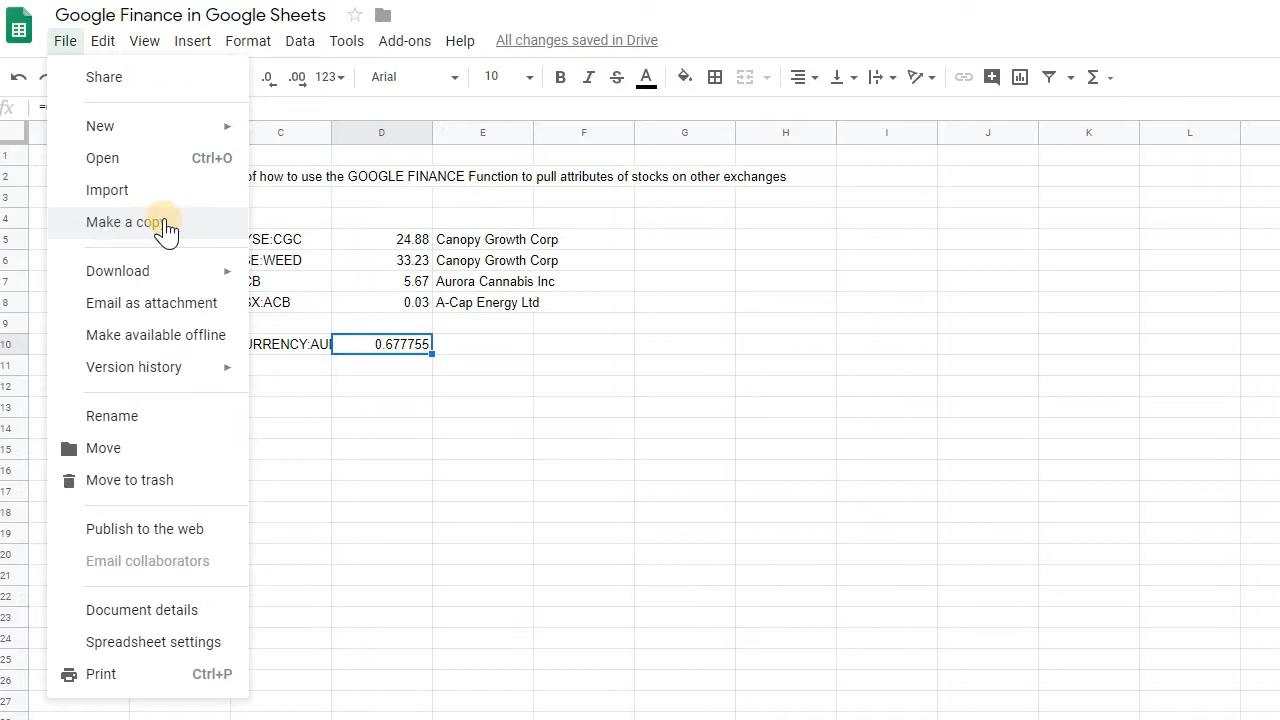 Google Finance in Google Sheets
File Edit View Insert Format Data Tools Add-ons Help All changes saved in Drive
.0 .00 123 Arial 10 B I S A Σ
fx =
Share
New
Open Ctrl+O
Import
Make a copy
Download
Email as attachment
Make available offline
Version history
Rename
Move
Move to trash
Publish to the web
Email collaborators
Document details
Spreadsheet settings
Print Ctrl+P
C D E F G H I J K L
1
2 of how to use the GOOGLE FINANCE Function to pull attributes of stocks on other exchanges
3
4
5 YSE:CGC 24.88 Canopy Growth Corp
6 SE:WEED 33.23 Canopy Growth Corp
7 CB 5.67 Aurora Cannabis Inc
8 SX:ACB 0.03 A-Cap Energy Ltd
9
10 URRENCY:AU 0.677755
11
12
13
14
15
16
17
18
19
20
21
22
23
24
25
26
27